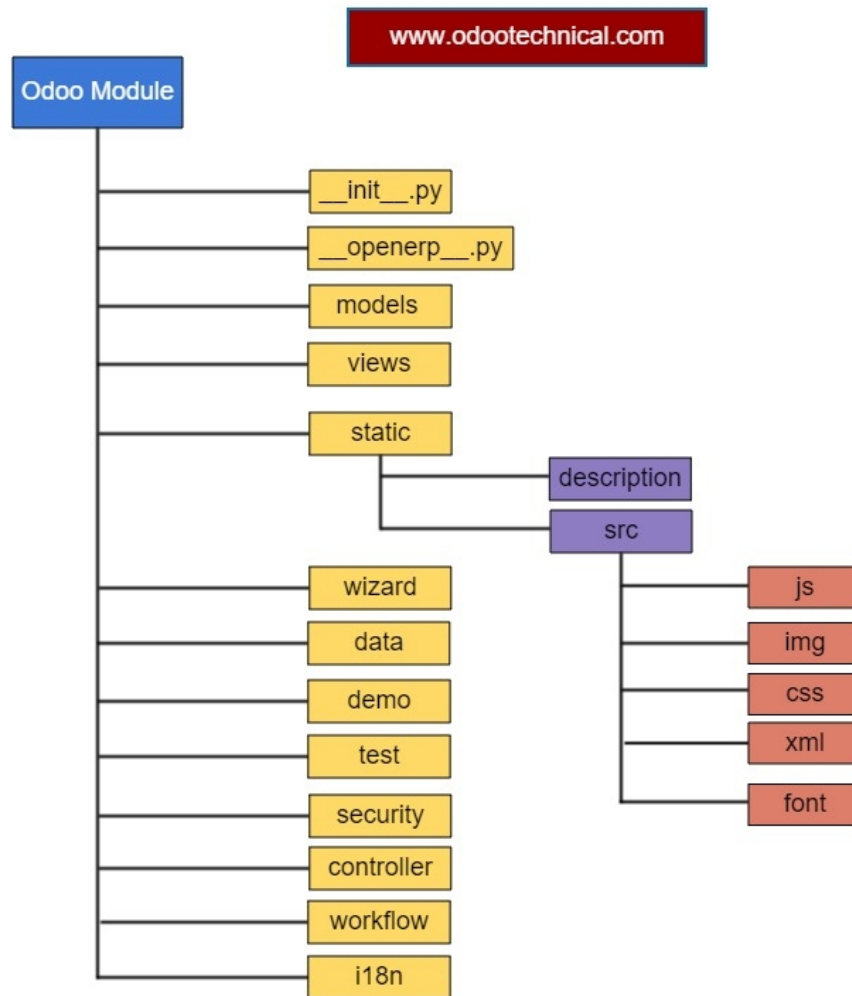 www.odootechnical.com
Odoo Module
__init__.py
__openerp__.py
models
views
static
description
src
wizard
js
data
img
demo
css
test
xml
security
font
controller
workflow
i18n